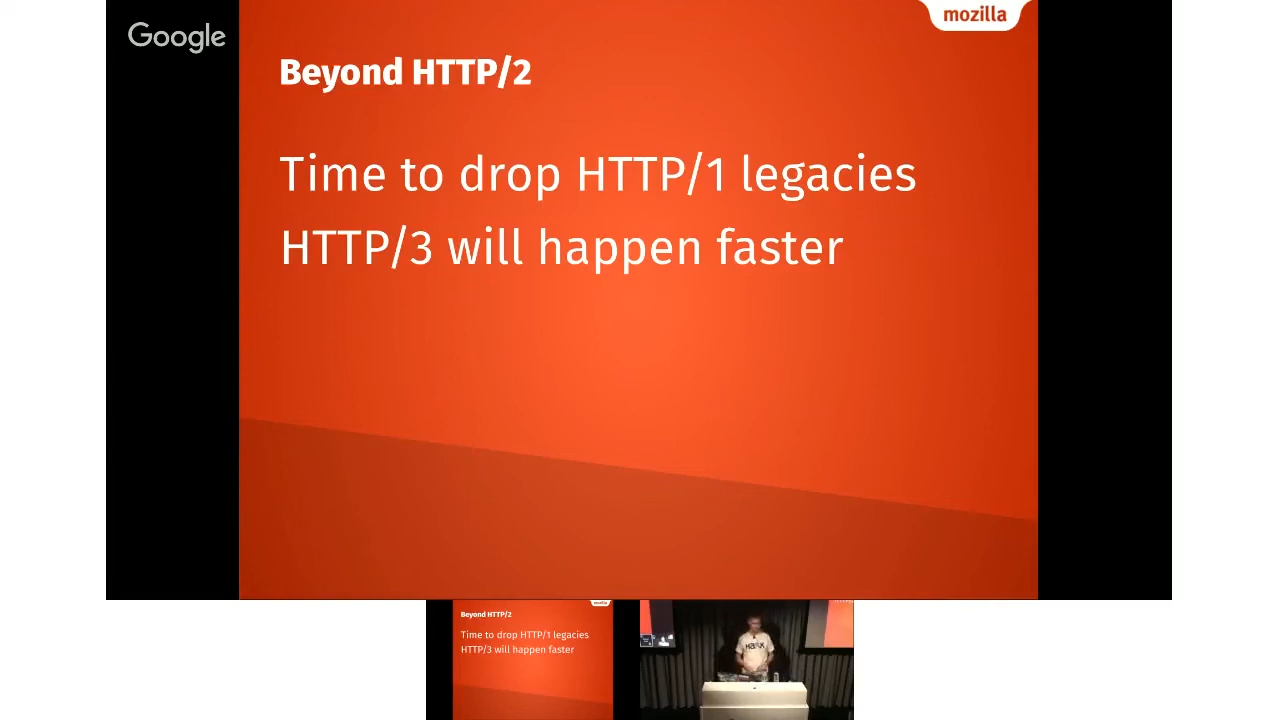 Google
mozilla
Beyond HTTP/2
Time to drop HTTP/1 legacies
HTTP/3 will happen faster
mozilla
Beyond HTTP/2
Time to drop HTTP/1 legacies
HTTP/3 will happen faster